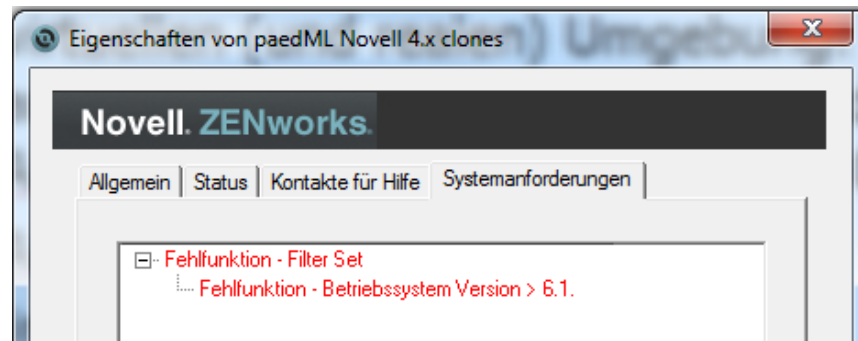 Eigenschaften von paedML Novell 4.x clones
Novell. ZENworks.
Allgemein Status Kontakte für Hilfe Systemanforderungen
Fehlfunktion - Filter Set
Fehlfunktion - Betriebssystem Version > 6.1.